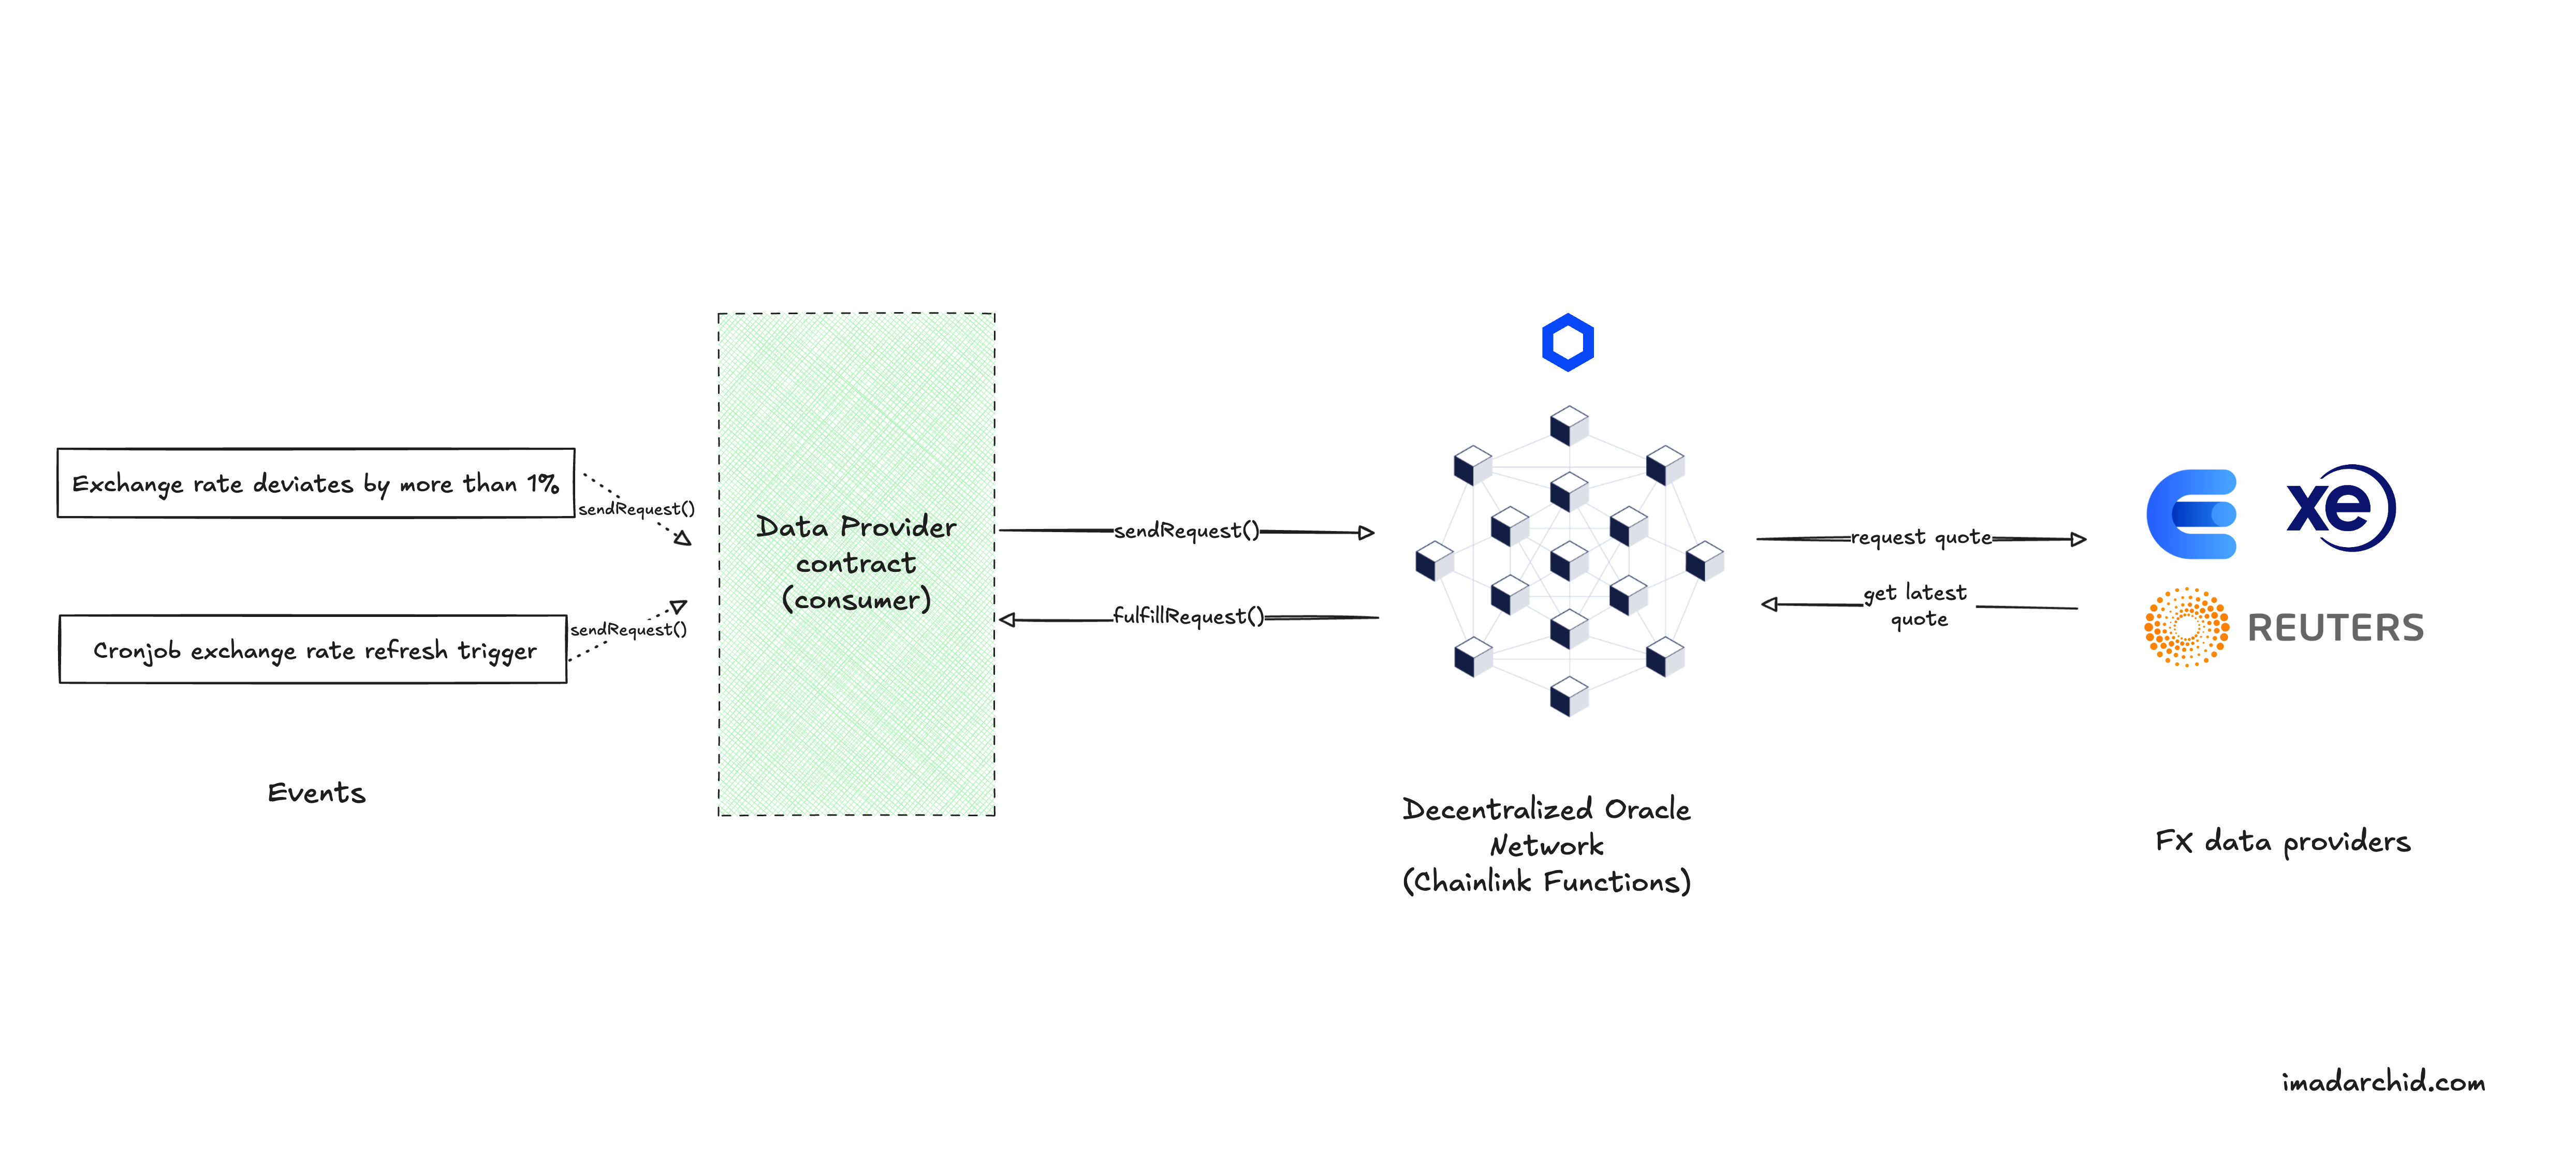 Exchange rate deviates by more than 1%
sendRequest()
Cronjob exchange rate refresh trigger
sendRequest()
Events
Data Provider
contract
(consumer)
sendRequest()
fulfillRequest()
Decentralized Oracle
Network
(Chainlink Functions)
request quote
get latest
quote
xe
REUTERS
FX data providers
imadarchid.com